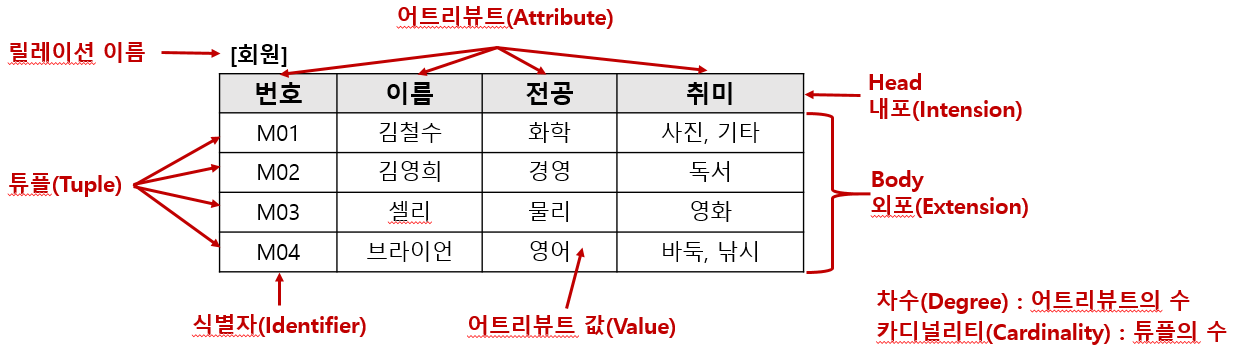 어트리뷰트(Attribute)
릴레이션 이름
[회원]
번호 이름 전공 취미
Head
내포(Intension)
M01 김철수 화학 사진, 기타
M02 김영희 경영 독서
튜플(Tuple)
Body
외포(Extension)
M03 셀리 물리 영화
M04 브라이언 영어 바둑, 낚시
식별자(Identifier)
어트리뷰트 값(Value)
차수(Degree) : 어트리뷰트의 수
카디널리티(Cardinality) : 튜플의 수